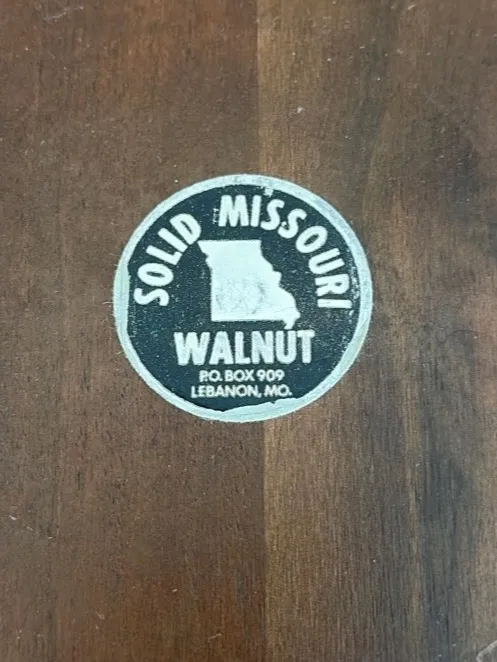 SOLID MISSOURI
WALNUT
P.O. BOX 909
LEBANON, MO.